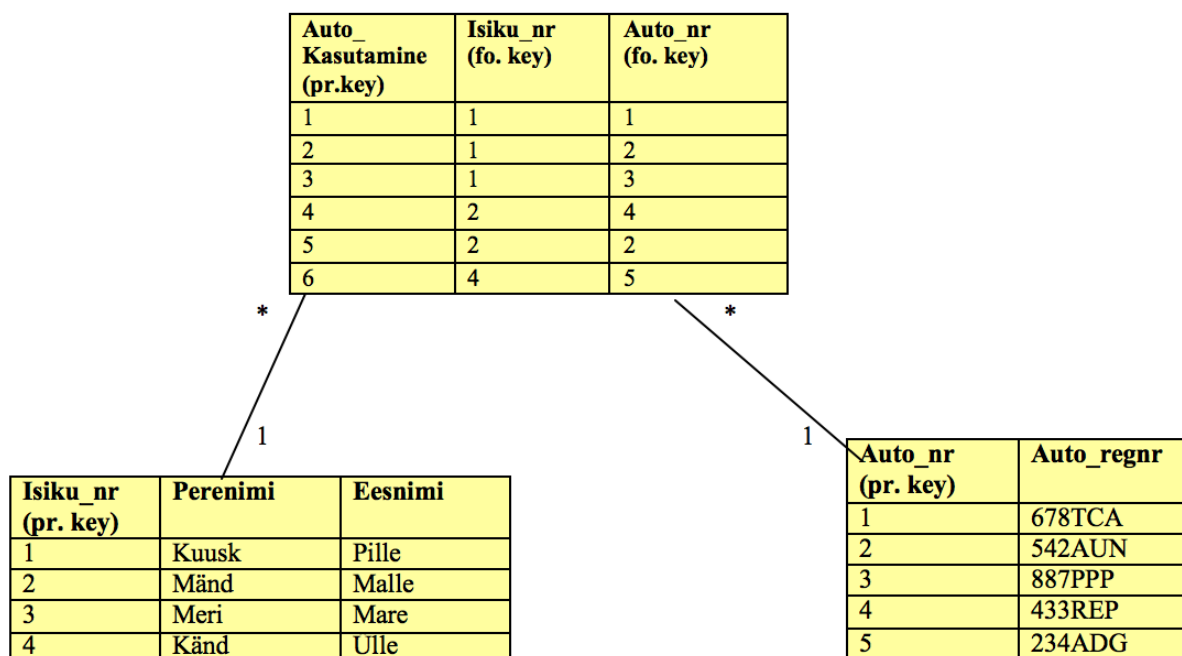 Auto_ Isiku_nr Auto_nr
Kasutamine (fo. key) (fo. key)
(pr.key)
1 1 1
2 1 2
3 1 3
4 2 4
5 2 2
6 4 5
* *
1 1
Auto_nr Auto_regnr
(pr. key)
1 678TCA
2 542AUN
3 887PPP
4 433REP
5 234ADG
Isiku_nr Perenimi Eesnimi
(pr. key)
1 Kuusk Pille
2 Mänd Malle
3 Meri Mare
4 Känd Ülle